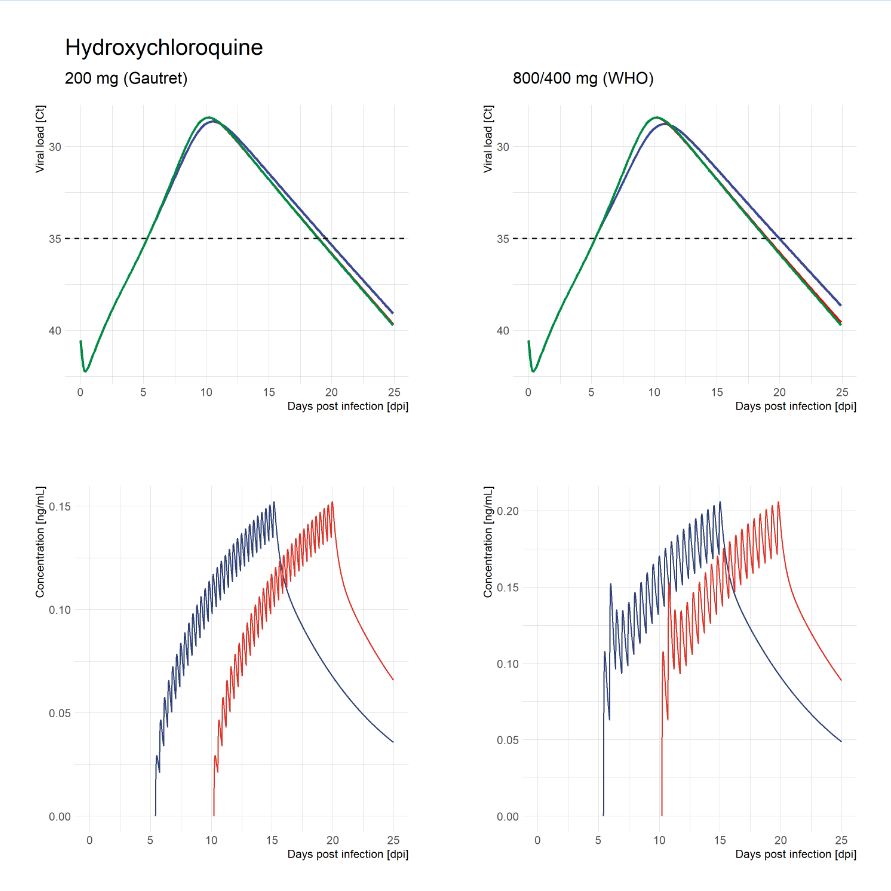 Hydroxychloroquine
200 mg (Gautret)
800/400 mg (WHO)
Viral load [Ct]
30
35
40
0 5 10 15 20 25
Days post infection [dpi]
Viral load [Ct]
30
35
40
0 5 10 15 20 25
Days post infection [dpi]
Concentration [ng/mL]
0.15
0.10
0.05
0.00
0 5 10 15 20 25
Days post infection [dpi]
Concentration [ng/mL]
0.20
0.15
0.10
0.05
0.00
0 5 10 15 20 25
Days post infection [dpi]